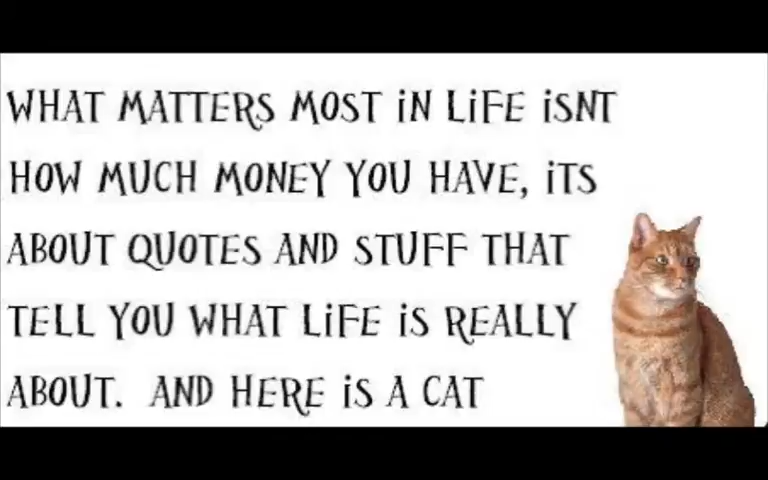 WHAT MATTERS MOST iN LiFE iSNT
HOW MUCH MONEY YOU HAVE, iTS
ABOUT QUOTES AND STUFF THAT
TELL YOU WHAT LiFE iS REALLY
ABOUT. AND HERE iS A CAT